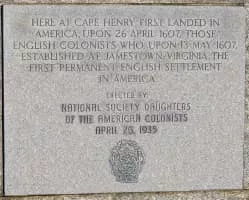 HERE AT CAPE HENRY FIRST LANDED IN
AMERICA, UPON 26 APRIL 1607, THOSE
ENGLISH COLONISTS WHO, UPON 13 MAY 1607,
ESTABLISHED AT JAMESTOWN, VIRGINIA, THE
FIRST PERMANENT ENGLISH SETTLEMENT
IN AMERICA
ERECTED BY
NATIONAL SOCIETY DAUGHTERS
OF THE AMERICAN COLONISTS
APRIL 26, 1935